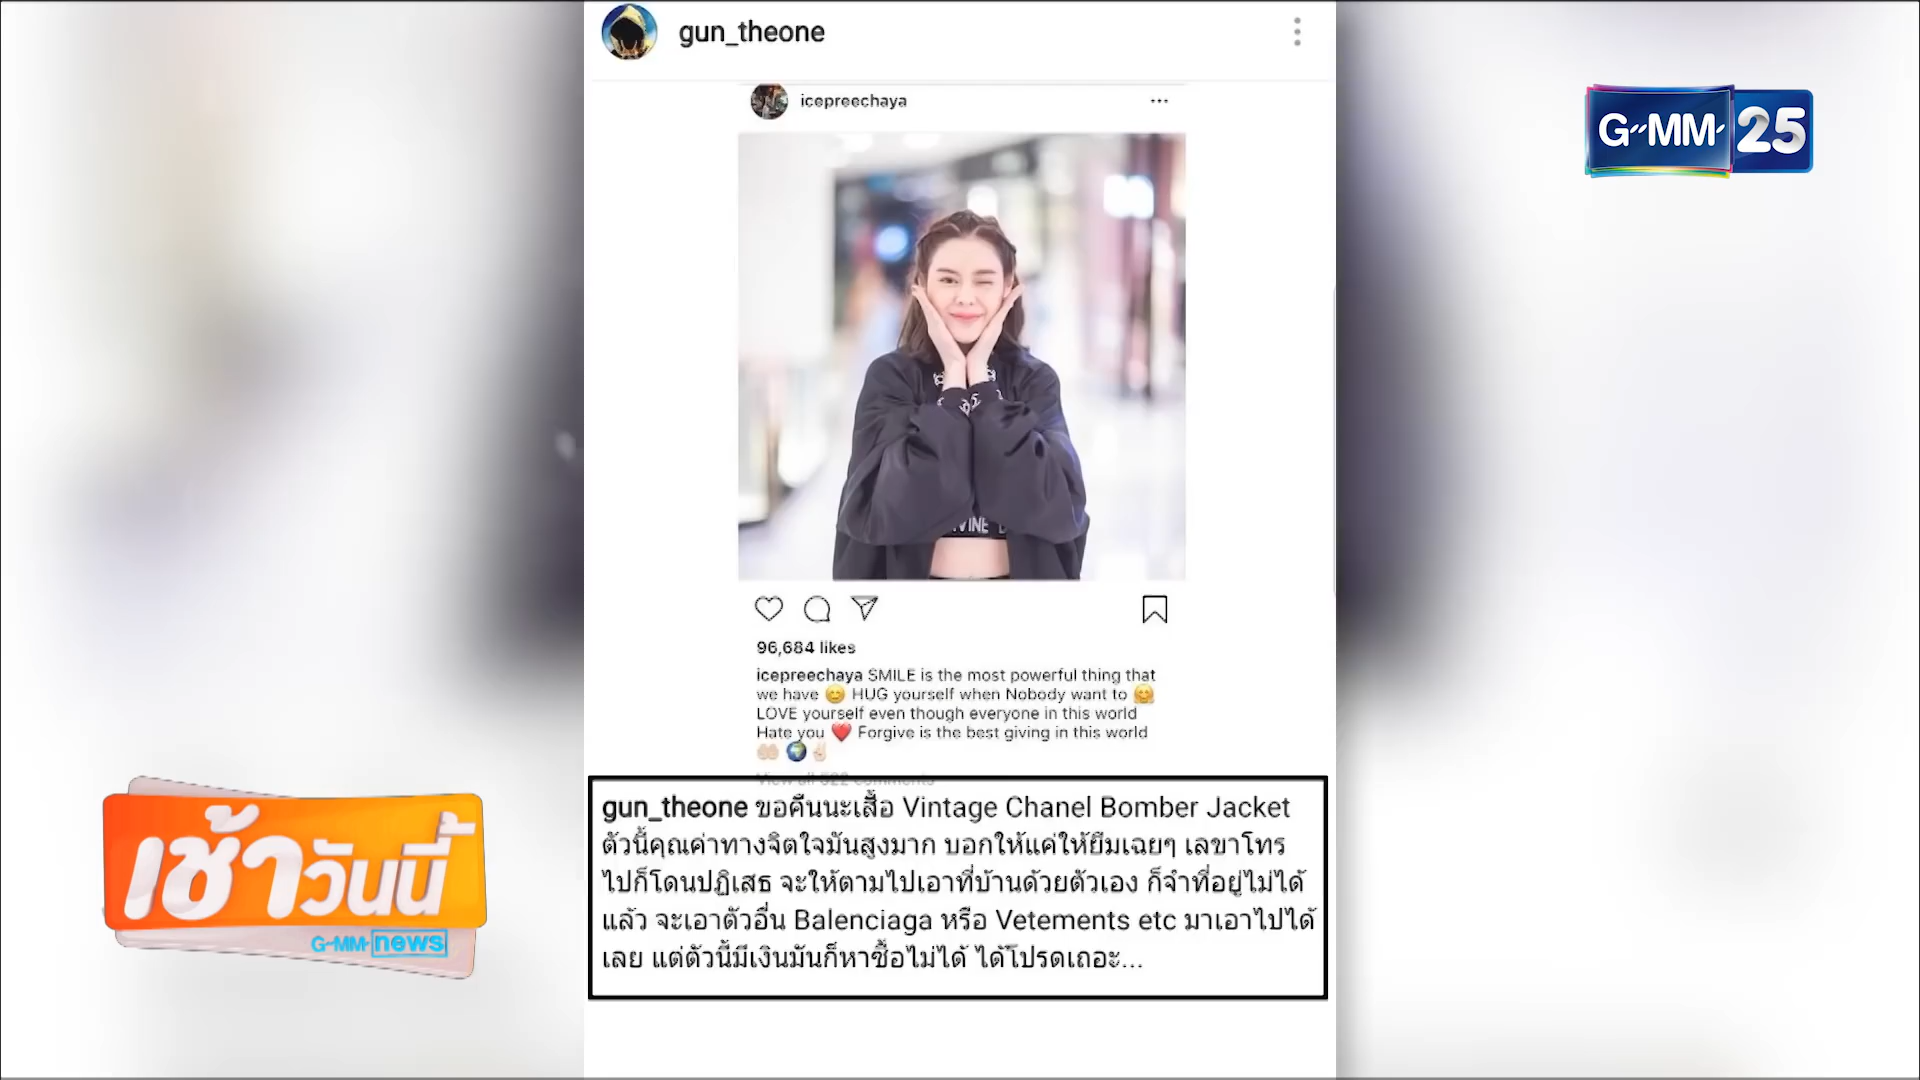 gun_theone
icepreechaya
GMM 25
VINE
96,684 likes
icepreechaya SMILE is the most powerful thing that
we have 😊 HUG yourself when Nobody want to 🤗
LOVE yourself even though everyone in this world
Hate you ❤️ Forgive is the best giving in this world
🤲🏻 🌍 ✌🏻
View all 522 comments
gun_theone ขอคืนนะเสื้อ Vintage Chanel Bomber Jacket
ตัวนี้คุณค่าทางจิตใจมันสูงมาก บอกให้แค่ให้ยืมเฉยๆ เลขาโทร
ไปก็โดนปฏิเสธ จะให้ตามไปเอาที่บ้านด้วยตัวเอง ก็จำที่อยู่ไม่ได้
แล้ว จะเอาตัวอื่น Balenciaga หรือ Vetements etc มาเอาไปได้
เลย แต่ตัวนี้มีเงินมันก็หาซื้อไม่ได้ ได้โปรดเถอะ...
เช้าวันนี้
GMM news